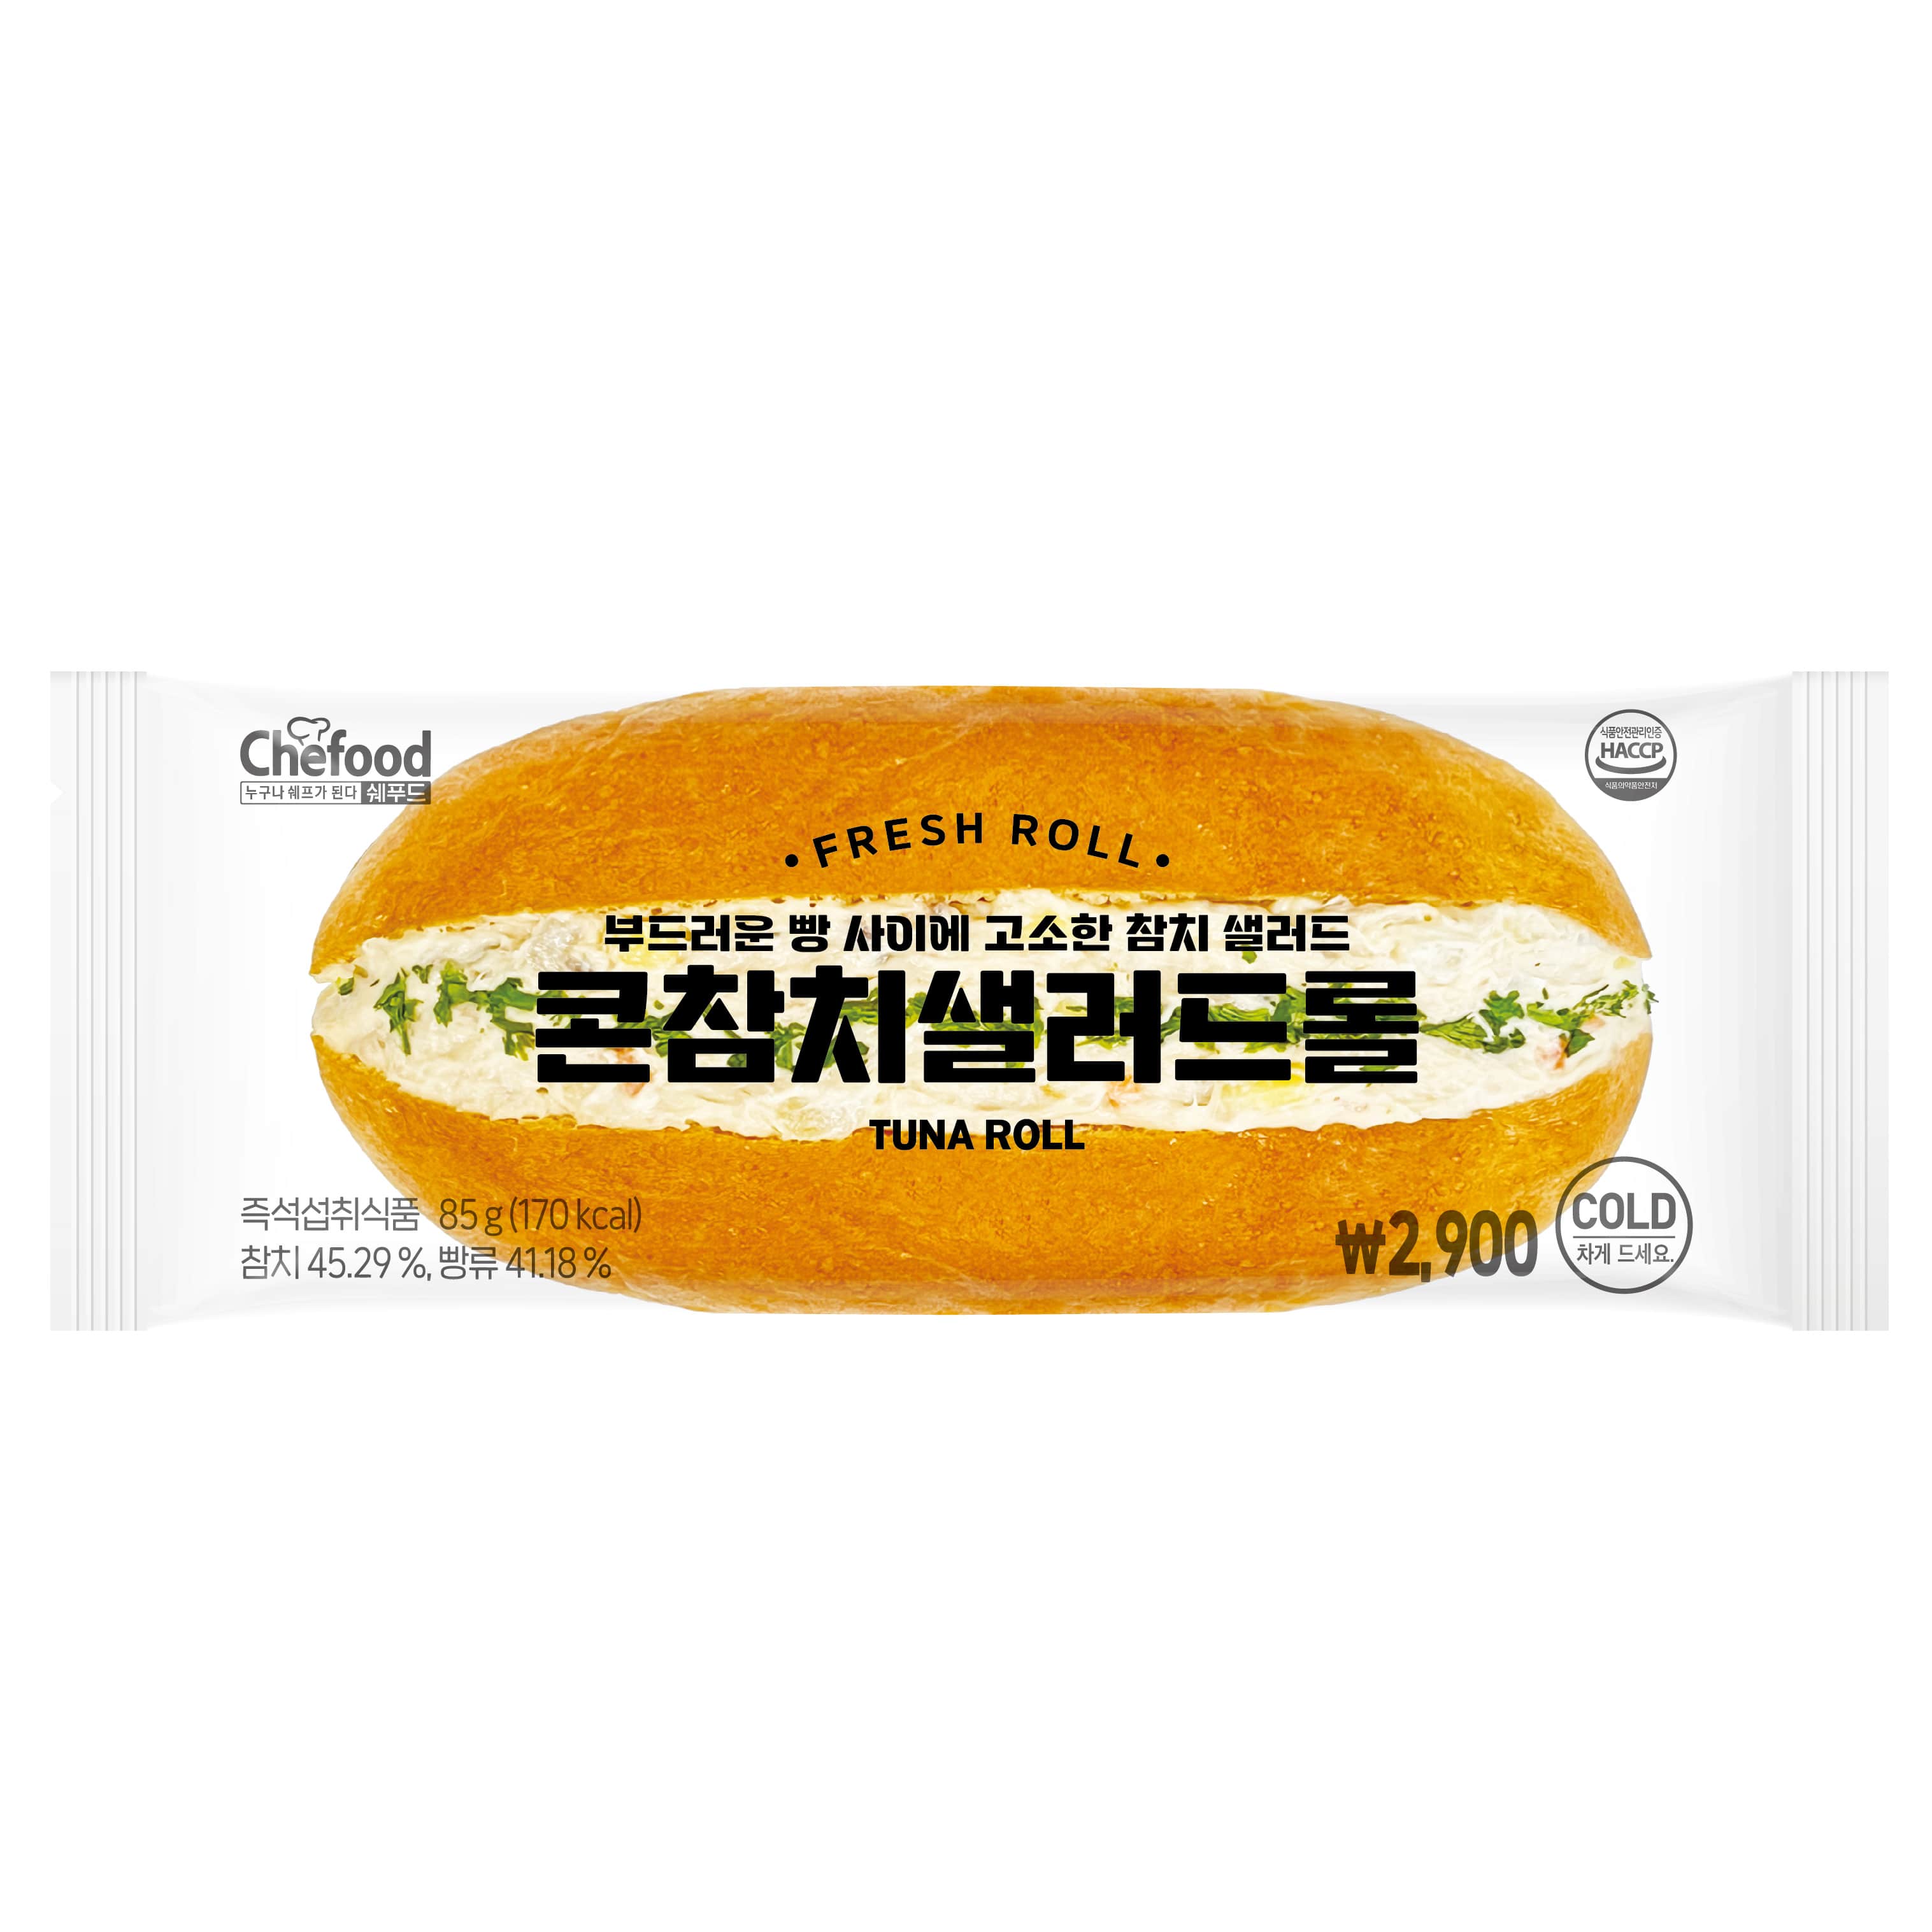 Chefood
누구나 쉐프가 된다 쉐푸드
식품안전관리인증
HACCP
식품의약품안전처
• FRESH ROLL •
부드러운 빵 사이에 고소한 참치 샐러드
콘참치샐러드롤
TUNA ROLL
즉석섭취식품 85 g (170 kcal)
참치 45.29 %, 빵류 41.18 %
₩2,900
COLD
차게 드세요.